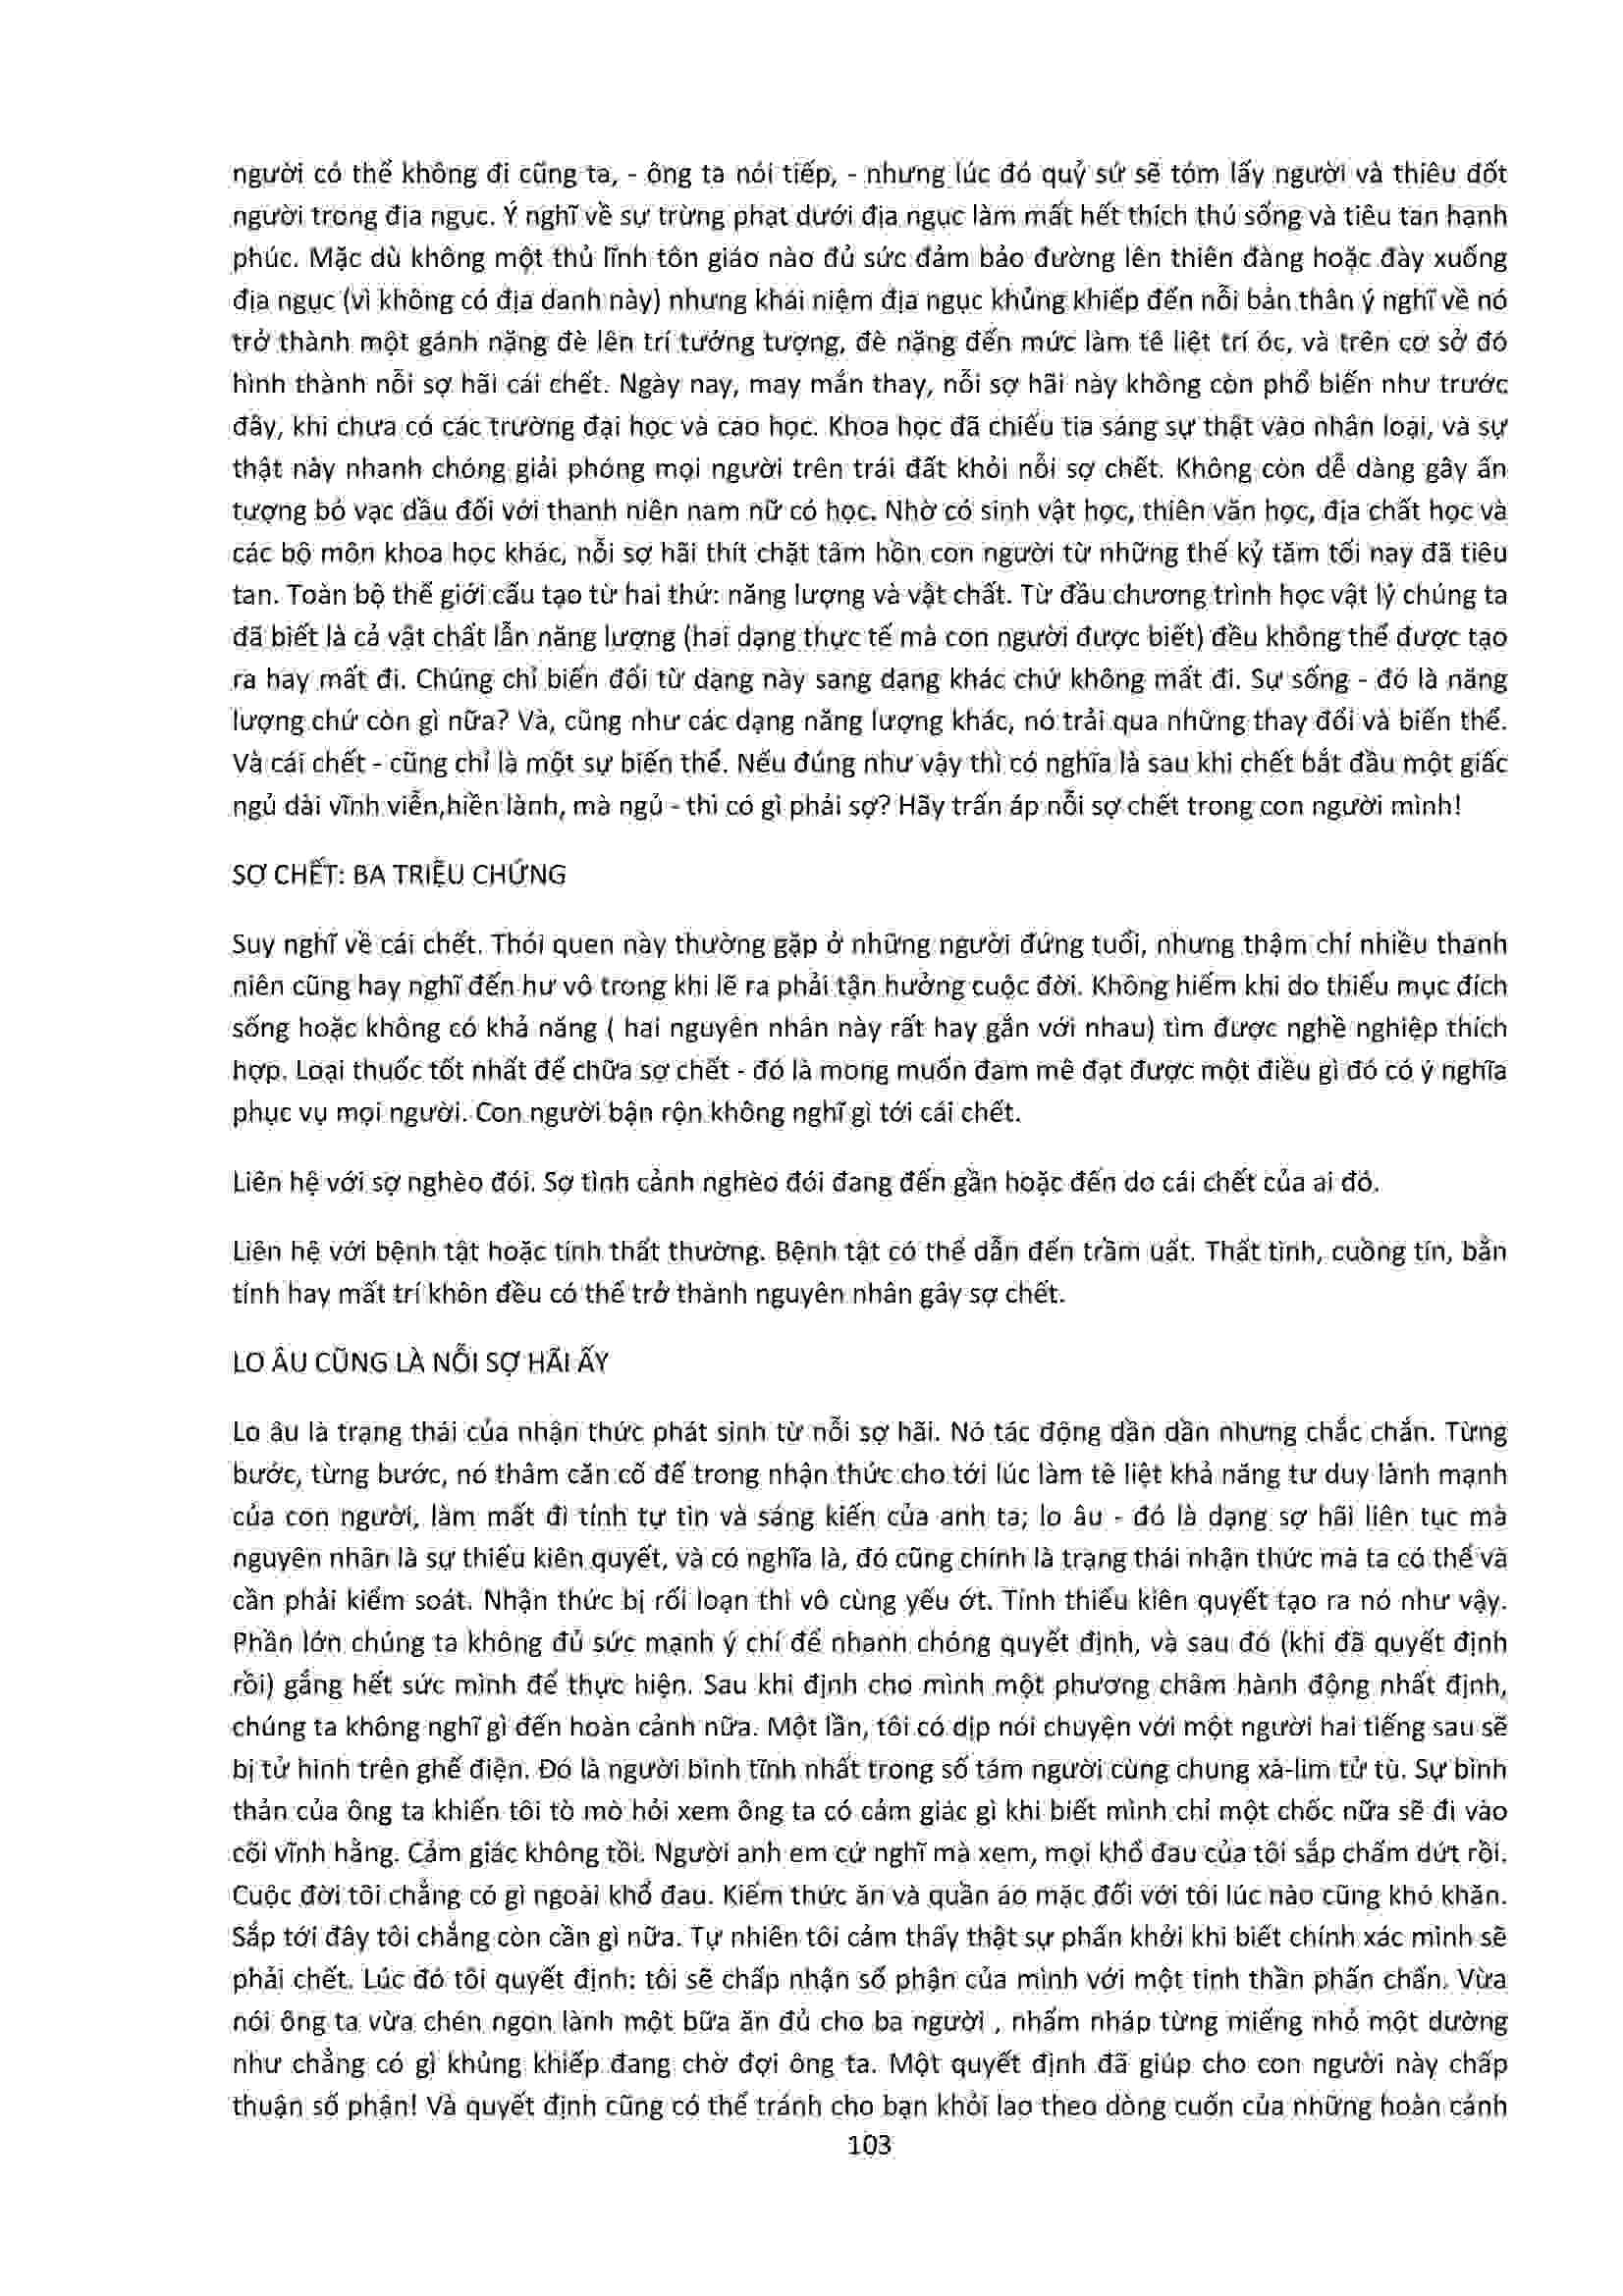 người có thể không đi cũng ta, - ông ta nói tiếp, - nhưng lúc đó quỷ sứ sẽ tóm lấy người và thiêu đốt
người trong địa ngục. Ý nghĩ về sự trừng phạt dưới địa ngục làm mất hết thích thú sống và tiêu tan hạnh
phúc. Mặc dù không một thủ lĩnh tôn giáo nào đủ sức đảm bảo đường lên thiên đàng hoặc đày xuống
địa ngục (vì không có địa danh này) nhưng khái niệm địa ngục khủng khiếp đến nỗi bản thân ý nghĩ về nó
trở thành một gánh nặng đè lên trí tưởng tượng, đè nặng đến mức làm tê liệt trí óc, và trên cơ sở đó
hình thành nỗi sợ hãi cái chết. Ngày nay, may mắn thay, nỗi sợ hãi này không còn phổ biến như trước
đây, khi chưa có các trường đại học và cao học. Khoa học đã chiếu tia sáng sự thật vào nhân loại, và sự
thật này nhanh chóng giải phóng mọi người trên trái đất khỏi nỗi sợ chết. Không còn dễ dàng gây ấn
tượng bỏ vạc dầu đối với thanh niên nam nữ có học. Nhờ có sinh vật học, thiên văn học, địa chất học và
các bộ môn khoa học khác, nỗi sợ hãi thít chặt tâm hồn con người từ những thế kỷ tăm tối nay đã tiêu
tan. Toàn bộ thế giới cấu tạo từ hai thứ: năng lượng và vật chất. Từ đầu chương trình học vật lý chúng ta
đã biết là cả vật chất lẫn năng lượng (hai dạng thực tế mà con người được biết) đều không thể được tạo
ra hay mất đi. Chúng chỉ biến đổi từ dạng này sang dạng khác chứ không mất đi. Sự sống - đó là năng
lượng chứ còn gì nữa? Và, cũng như các dạng năng lượng khác, nó trải qua những thay đổi và biến thể.
Và cái chết - cũng chỉ là một sự biến thể. Nếu đúng như vậy thì có nghĩa là sau khi chết bắt đầu một giấc
ngủ dài vĩnh viễn,hiền lành, mà ngủ - thì có gì phải sợ? Hãy trấn áp nỗi sợ chết trong con người mình!
SỢ CHẾT: BA TRIỆU CHỨNG
Suy nghĩ về cái chết. Thói quen này thường gặp ở những người đứng tuổi, nhưng thậm chí nhiều thanh
niên cũng hay nghĩ đến hư vô trong khi lẽ ra phải tận hưởng cuộc đời. Không hiếm khi do thiếu mục đích
sống hoặc không có khả năng ( hai nguyên nhân này rất hay gắn với nhau) tìm được nghề nghiệp thích
hợp. Loại thuốc tốt nhất để chữa sợ chết - đó là mong muốn đam mê đạt được một điều gì đó có ý nghĩa
phục vụ mọi người. Con người bận rộn không nghĩ gì tới cái chết.
Liên hệ với sợ nghèo đói. Sợ tình cảnh nghèo đói đang đến gần hoặc đến do cái chết của ai đó.
Liên hệ với bệnh tật hoặc tính thất thường. Bệnh tật có thể dẫn đến trầm uất. Thất tình, cuồng tín, bẳn
tính hay mất trí khôn đều có thể trở thành nguyên nhân gây sợ chết.
LO ÂU CŨNG LÀ NỖI SỢ HÃI ẤY
Lo âu là trạng thái của nhận thức phát sinh từ nỗi sợ hãi. Nó tác động dần dần nhưng chắc chắn. Từng
bước, từng bước, nó thâm căn cố đế trong nhận thức cho tới lúc làm tê liệt khả năng tư duy lành mạnh
của con người, làm mất đi tính tự tin và sáng kiến của anh ta; lo âu - đó là dạng sợ hãi liên tục mà
nguyên nhân là sự thiếu kiên quyết, và có nghĩa là, đó cũng chính là trạng thái nhận thức mà ta có thể và
cần phải kiểm soát. Nhận thức bị rối loạn thì vô cùng yếu ớt. Tính thiếu kiên quyết tạo ra nó như vậy.
Phần lớn chúng ta không đủ sức mạnh ý chí để nhanh chóng quyết định, và sau đó (khi đã quyết định
rồi) gắng hết sức mình để thực hiện. Sau khi định cho mình một phương châm hành động nhất định,
chúng ta không nghĩ gì đến hoàn cảnh nữa. Một lần, tôi có dịp nói chuyện với một người hai tiếng sau sẽ
bị tử hình trên ghế điện. Đó là người bình tĩnh nhất trong số tám người cùng chung xà-lim tử tù. Sự bình
thản của ông ta khiến tôi tò mò hỏi xem ông ta có cảm giác gì khi biết mình chỉ một chốc nữa sẽ đi vào
cõi vĩnh hằng. Cảm giác không tồi. Người anh em cứ nghĩ mà xem, mọi khổ đau của tôi sắp chấm dứt rồi.
Cuộc đời tôi chẳng có gì ngoài khổ đau. Kiếm thức ăn và quần áo mặc đối với tôi lúc nào cũng khó khăn.
Sắp tới đây tôi chẳng còn cần gì nữa. Tự nhiên tôi cảm thấy thật sự phấn khởi khi biết chính xác mình sẽ
phải chết. Lúc đó tôi quyết định: tôi sẽ chấp nhận số phận của mình với một tinh thần phấn chấn. Vừa
nói ông ta vừa chén ngon lành một bữa ăn đủ cho ba người , nhấm nháp từng miếng nhỏ một dường
như chẳng có gì khủng khiếp đang chờ đợi ông ta. Một quyết định đã giúp cho con người này chấp
thuận số phận! Và quyết định cũng có thể tránh cho bạn khỏi lao theo dòng cuốn của những hoàn cảnh
103